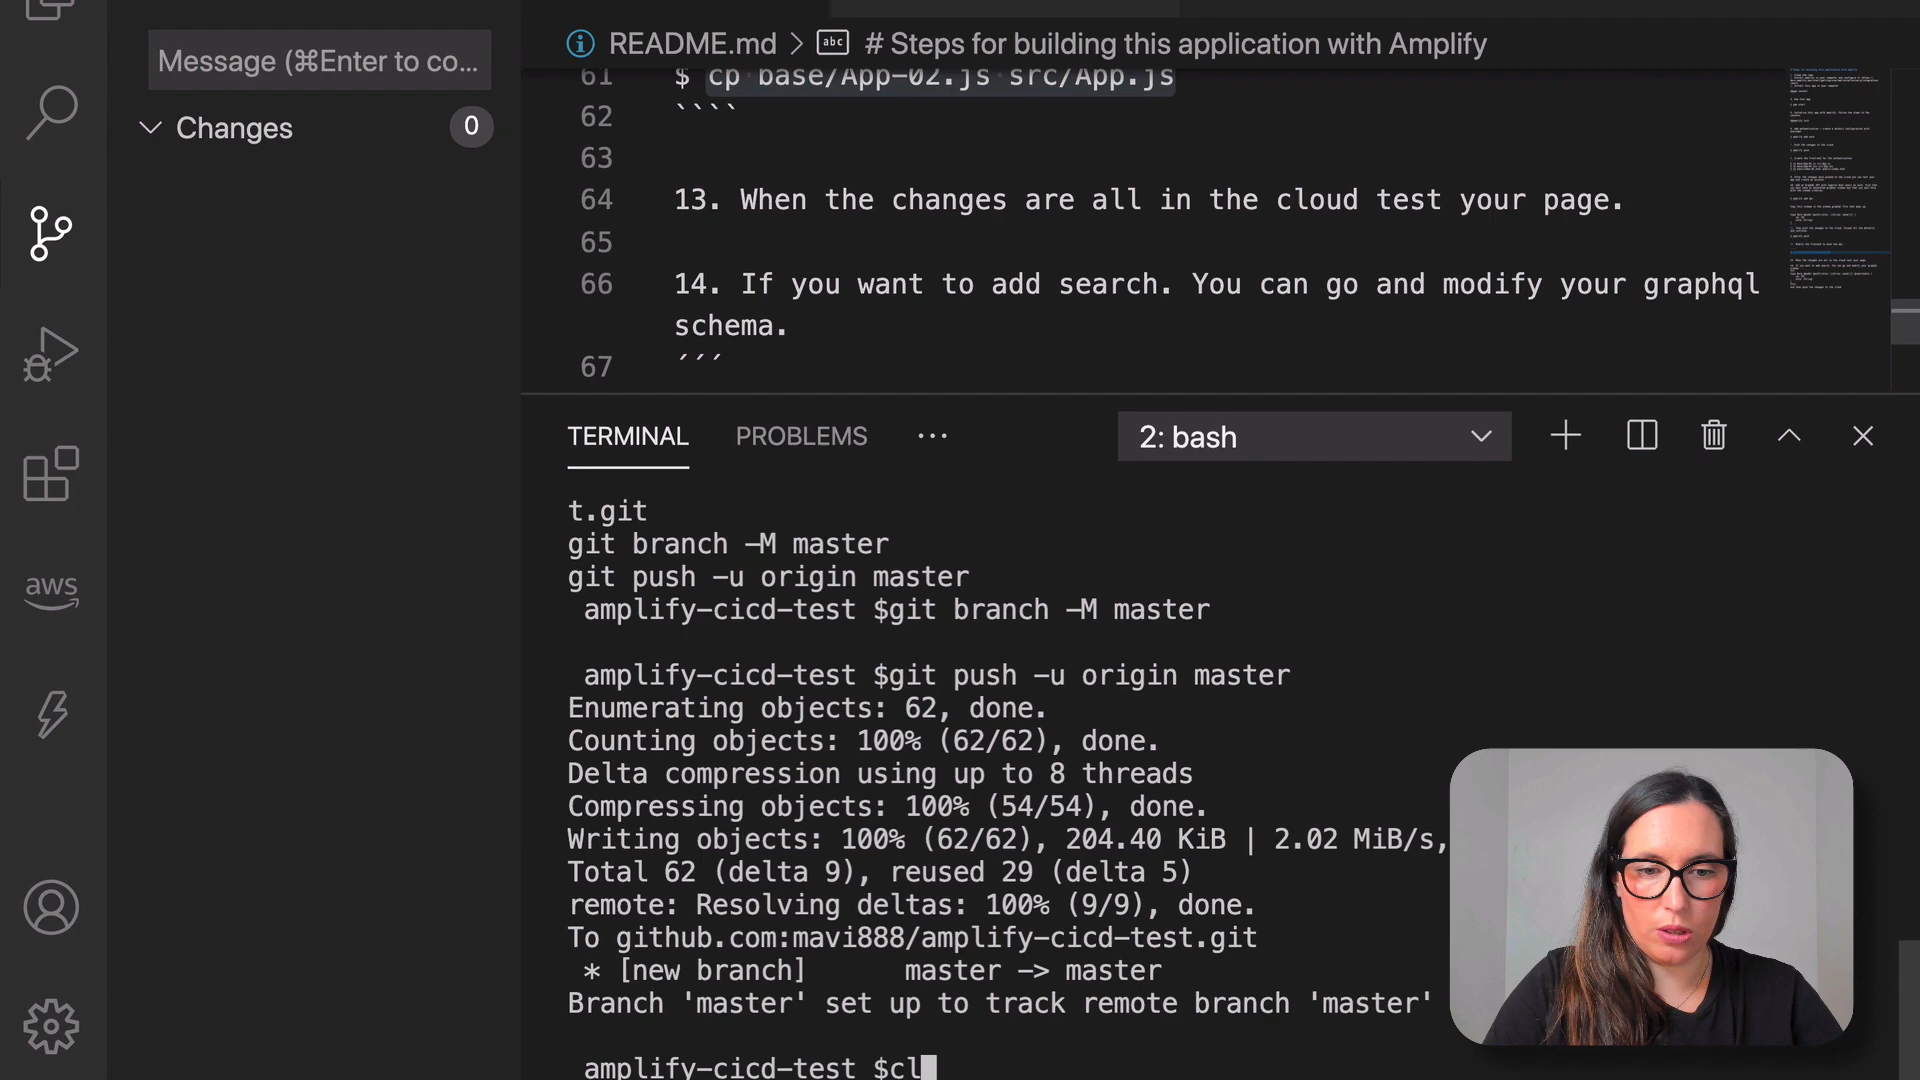 Message (⌘Enter to co...
Changes 0
aws
README.md > # Steps for building this application with Amplify
61 $ cp base/App-02.js src/App.js
62 ````
63
64 13. When the changes are all in the cloud test your page.
65
66 14. If you want to add search. You can go and modify your graphql
schema.
67 ´´´
TERMINAL PROBLEMS ··· 2: bash
t.git
git branch -M master
git push -u origin master
amplify-cicd-test $git branch -M master
amplify-cicd-test $git push -u origin master
Enumerating objects: 62, done.
Counting objects: 100% (62/62), done.
Delta compression using up to 8 threads
Compressing objects: 100% (54/54), done.
Writing objects: 100% (62/62), 204.40 KiB | 2.02 MiB/s,
Total 62 (delta 9), reused 29 (delta 5)
remote: Resolving deltas: 100% (9/9), done.
To github.com:mavi888/amplify-cicd-test.git
* [new branch] master -> master
Branch 'master' set up to track remote branch 'master'
amplify-cicd-test $cl